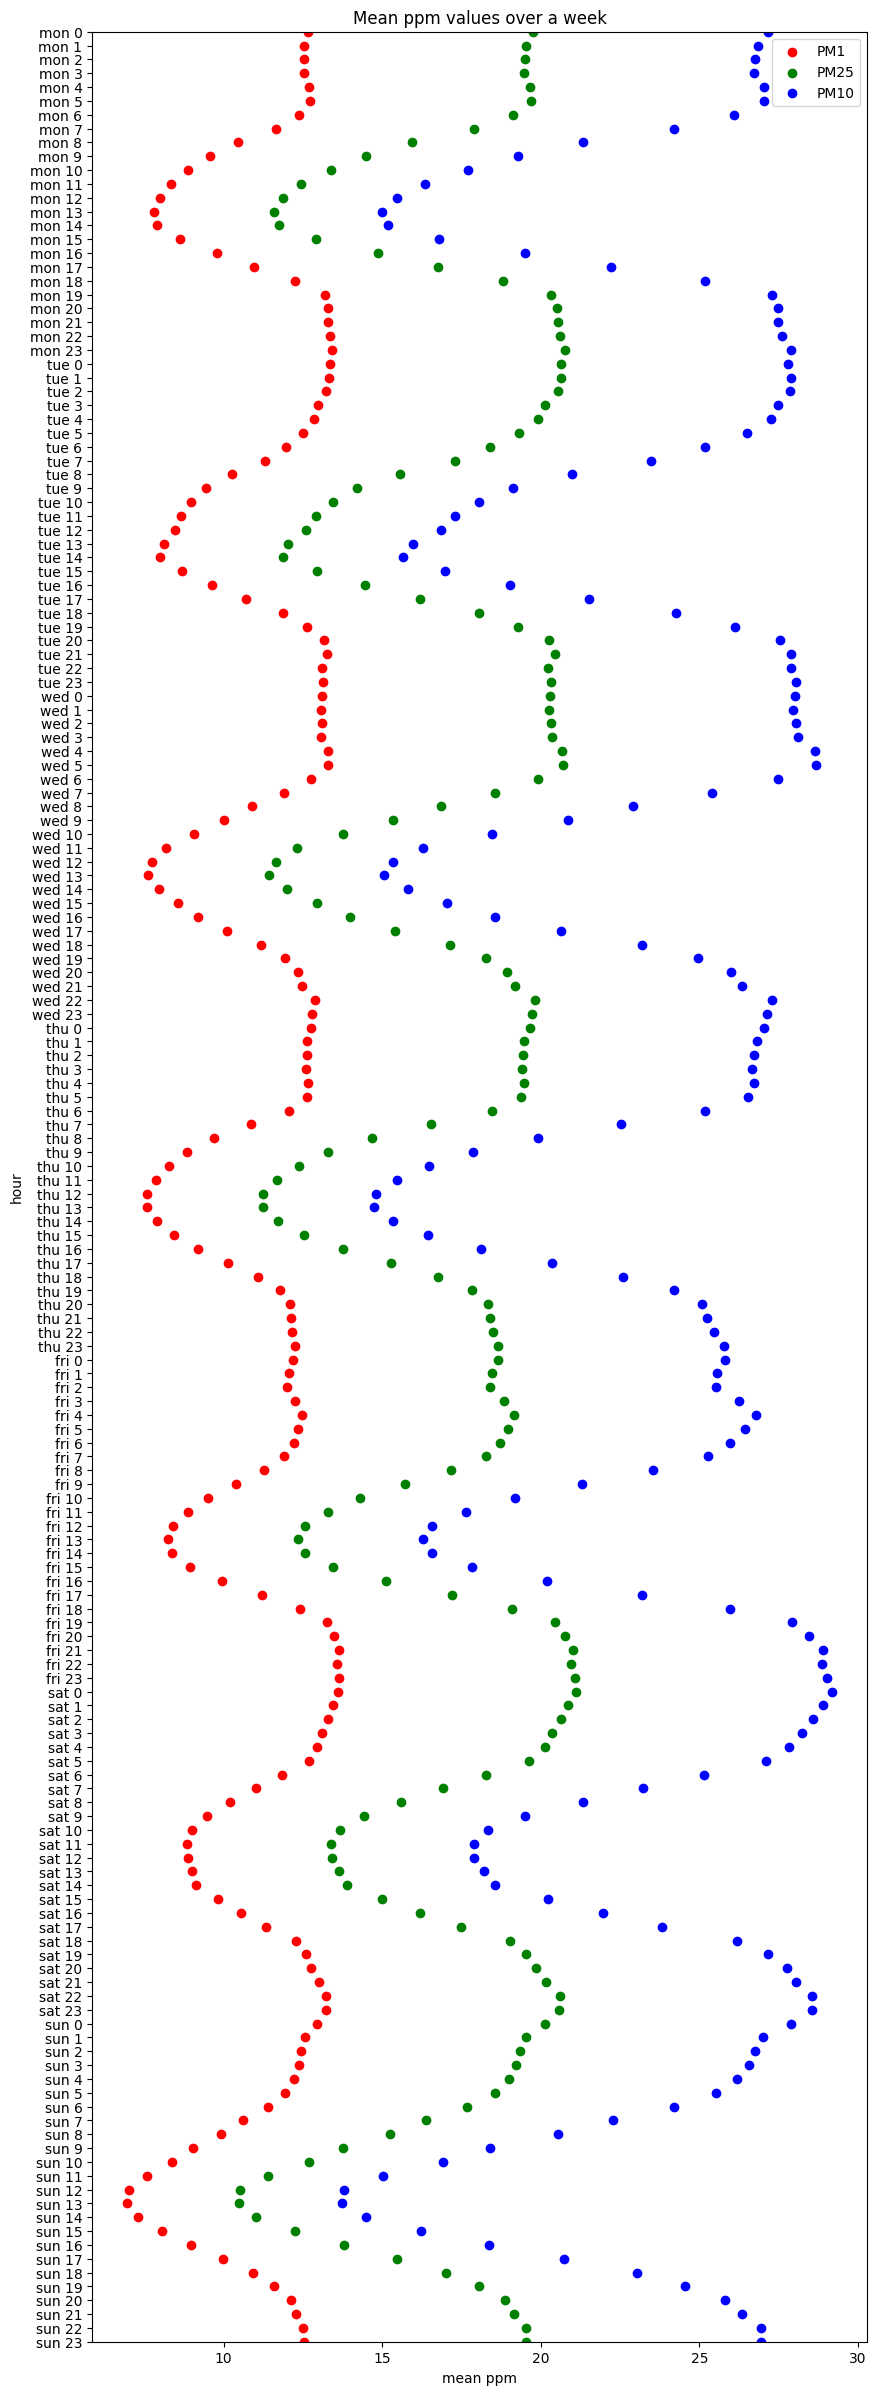 Mean ppm values over a week
PM1
PM25
PM10
mon 0
mon 1
mon 2
mon 3
mon 4
mon 5
mon 6
mon 7
mon 8
mon 9
mon 10
mon 11
mon 12
mon 13
mon 14
mon 15
mon 16
mon 17
mon 18
mon 19
mon 20
mon 21
mon 22
mon 23
tue 0
tue 1
tue 2
tue 3
tue 4
tue 5
tue 6
tue 7
tue 8
tue 9
tue 10
tue 11
tue 12
tue 13
tue 14
tue 15
tue 16
tue 17
tue 18
tue 19
tue 20
tue 21
tue 22
tue 23
wed 0
wed 1
wed 2
wed 3
wed 4
wed 5
wed 6
wed 7
wed 8
wed 9
wed 10
wed 11
wed 12
wed 13
wed 14
wed 15
wed 16
wed 17
wed 18
wed 19
wed 20
wed 21
wed 22
wed 23
thu 0
thu 1
thu 2
thu 3
thu 4
thu 5
thu 6
thu 7
thu 8
thu 9
thu 10
thu 11
thu 12
thu 13
thu 14
thu 15
thu 16
thu 17
thu 18
thu 19
thu 20
thu 21
thu 22
thu 23
fri 0
fri 1
fri 2
fri 3
fri 4
fri 5
fri 6
fri 7
fri 8
fri 9
fri 10
fri 11
fri 12
fri 13
fri 14
fri 15
fri 16
fri 17
fri 18
fri 19
fri 20
fri 21
fri 22
fri 23
sat 0
sat 1
sat 2
sat 3
sat 4
sat 5
sat 6
sat 7
sat 8
sat 9
sat 10
sat 11
sat 12
sat 13
sat 14
sat 15
sat 16
sat 17
sat 18
sat 19
sat 20
sat 21
sat 22
sat 23
sun 0
sun 1
sun 2
sun 3
sun 4
sun 5
sun 6
sun 7
sun 8
sun 9
sun 10
sun 11
sun 12
sun 13
sun 14
sun 15
sun 16
sun 17
sun 18
sun 19
sun 20
sun 21
sun 22
sun 23
hour
10 15 20 25 30
mean ppm